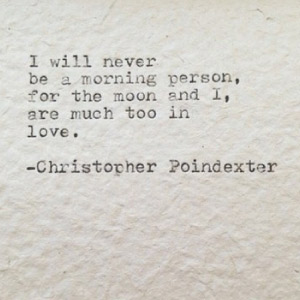 I will never
be a morning person,
for the moon and I,
are much too in
love.
-Christopher Poindexter